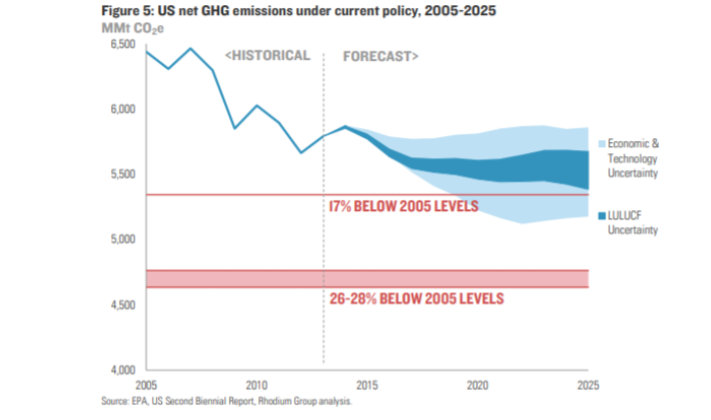 Figure 5: US net GHG emissions under current policy, 2005-2025
MMt CO₂e
6,500
<HISTORICAL
FORECAST>
6,000
Economic &
Technology
Uncertainty
5,500
17% BELOW 2005 LEVELS
LULUCF
Uncertainty
5,000
26-28% BELOW 2005 LEVELS
4,500
4,000
2005
2010
2015
2020
2025
Source: EPA, US Second Biennial Report, Rhodium Group analysis.